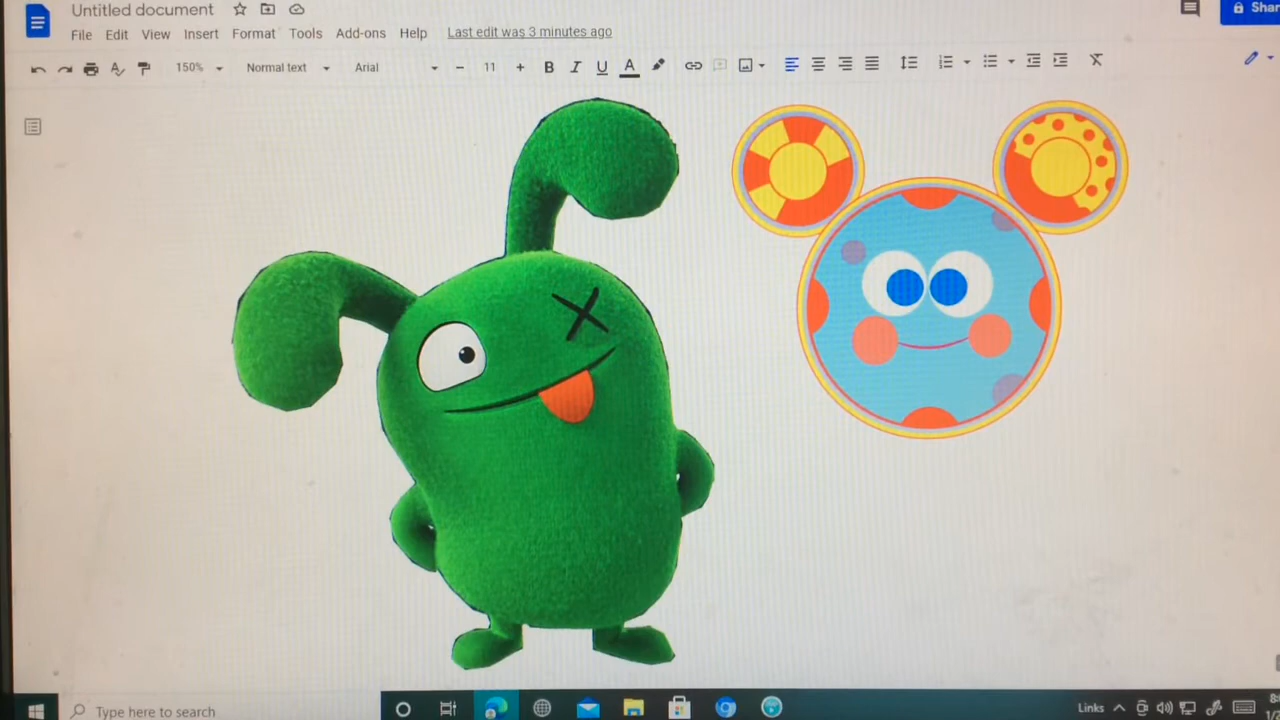 Untitled document
Share
File Edit View Insert Format Tools Add-ons Help Last edit was 3 minutes ago
150% Normal text Arial − 11 + B I U A
Type here to search
Links